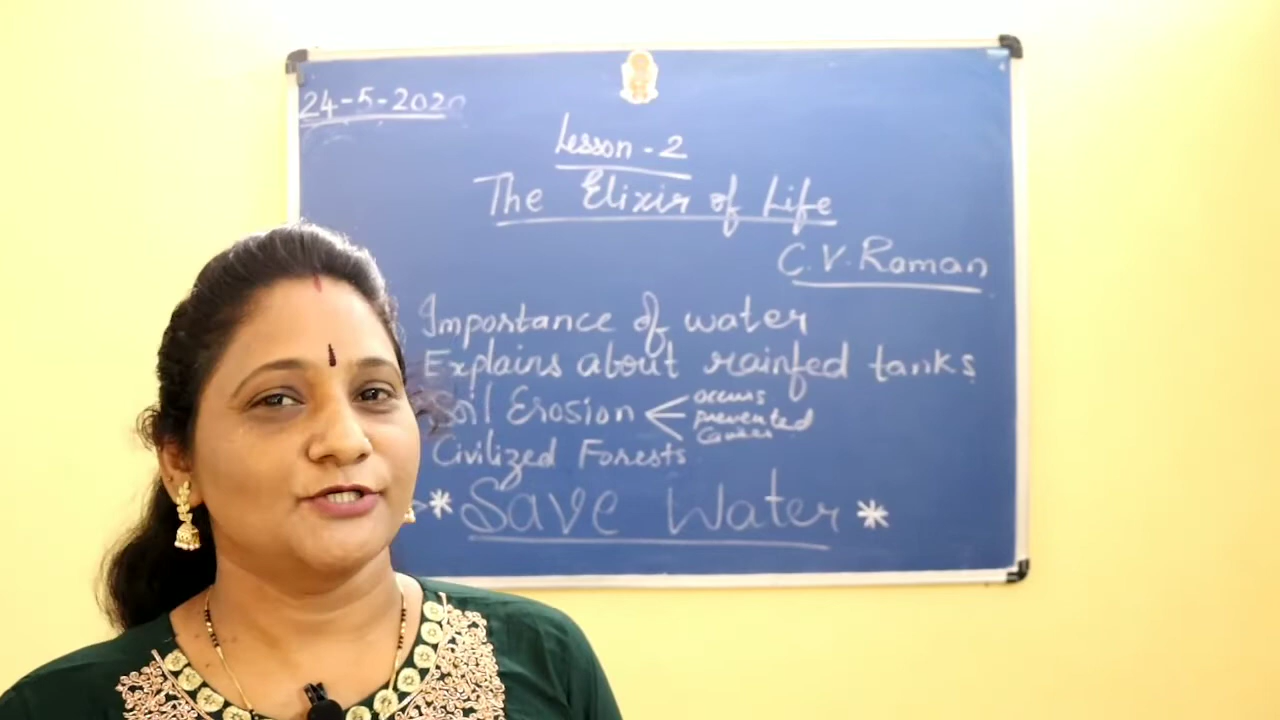 24-5-2020
Lesson - 2
The Elixir of Life
C.V. Raman
Importance of water
Explains about rainfed tanks
Soil Erosion
occurs
prevented
Civilized Forests
* Save Water *